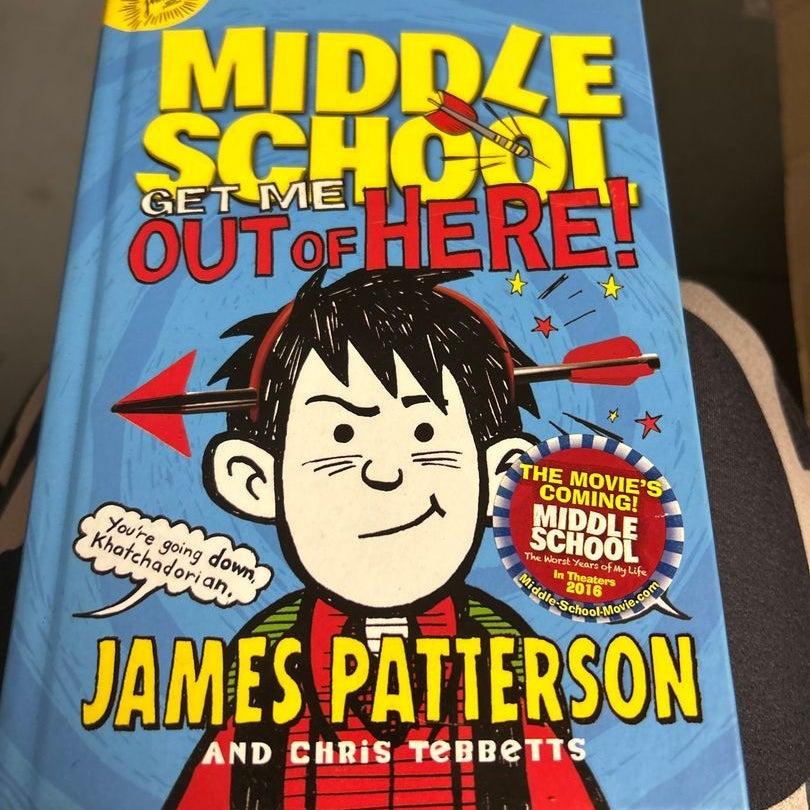 MIDDLE
SCHOOL
GET ME
OUT OF HERE!
THE MOVIE'S
COMING!
MIDDLE
SCHOOL
The Worst Years of My Life
In Theaters
2016
Middle-School-Movie.com
You're going down,
Khatchadorian.
JAMES PATTERSON
AND CHRIS TEBBETTS